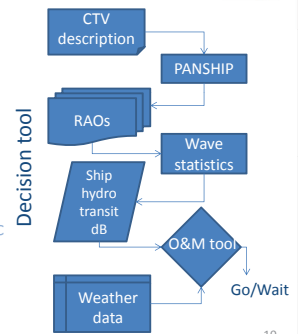 CTV
description
PANSHIP
RAOs
Wave
statistics
Decision tool
Ship
hydro
transit
dB
O&M tool
Go/Wait
Weather
data